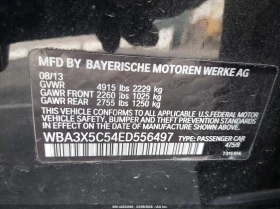 MFD BY BAYERISCHE MOTOREN WERKE AG
08/13
GVWR 4915 lbs 2229 kg
GAWR FRONT 2260 lbs 1025 kg
GAWR REAR 2755 lbs 1250 kg
THIS VEHICLE CONFORMS TO ALL APPLICABLE FEDERAL MOTOR
VEHICLE SAFETY, BUMPER, AND THEFT PREVENTION STANDARDS
IN EFFECT ON THE DATE OF MANUFACTURE SHOWN ABOVE.
WBA3X5C54ED556497
TYPE: PASSENGER CAR
475/9